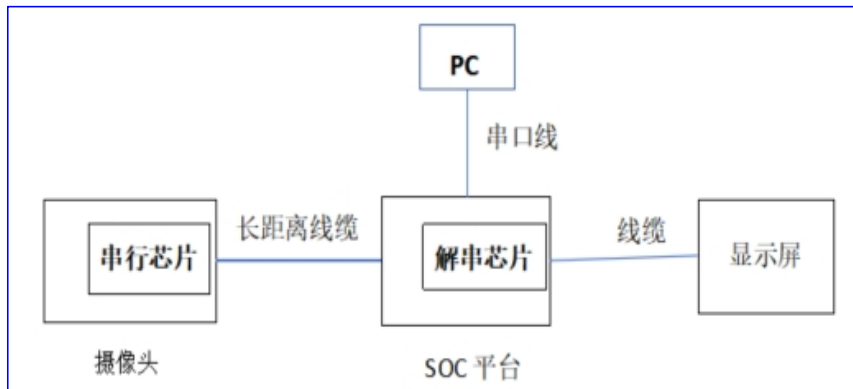 PC
串口线
长距离线缆
线缆
串行芯片
解串芯片
显示屏
摄像头
SOC 平台